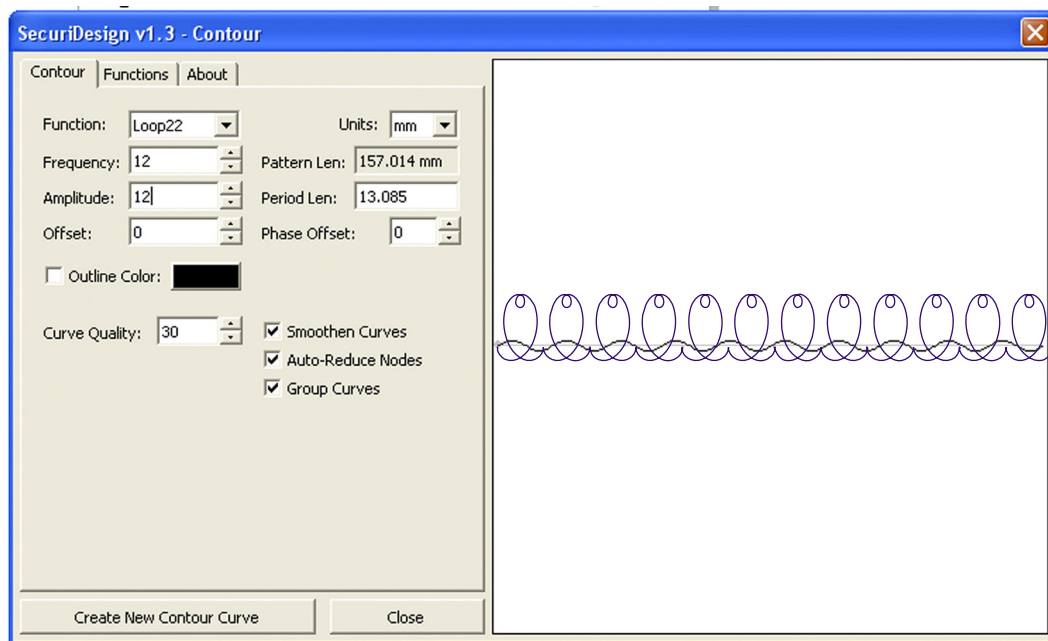 SecuriDesign v1.3 - Contour
Contour Functions About
Function: Loop22 Units: mm
Frequency: 12 Pattern Len: 157.014 mm
Amplitude: 12 Period Len: 13.085
Offset: 0 Phase Offset: 0
Outline Color:
Curve Quality: 30 Smoothen Curves
Auto-Reduce Nodes
Group Curves
Create New Contour Curve Close